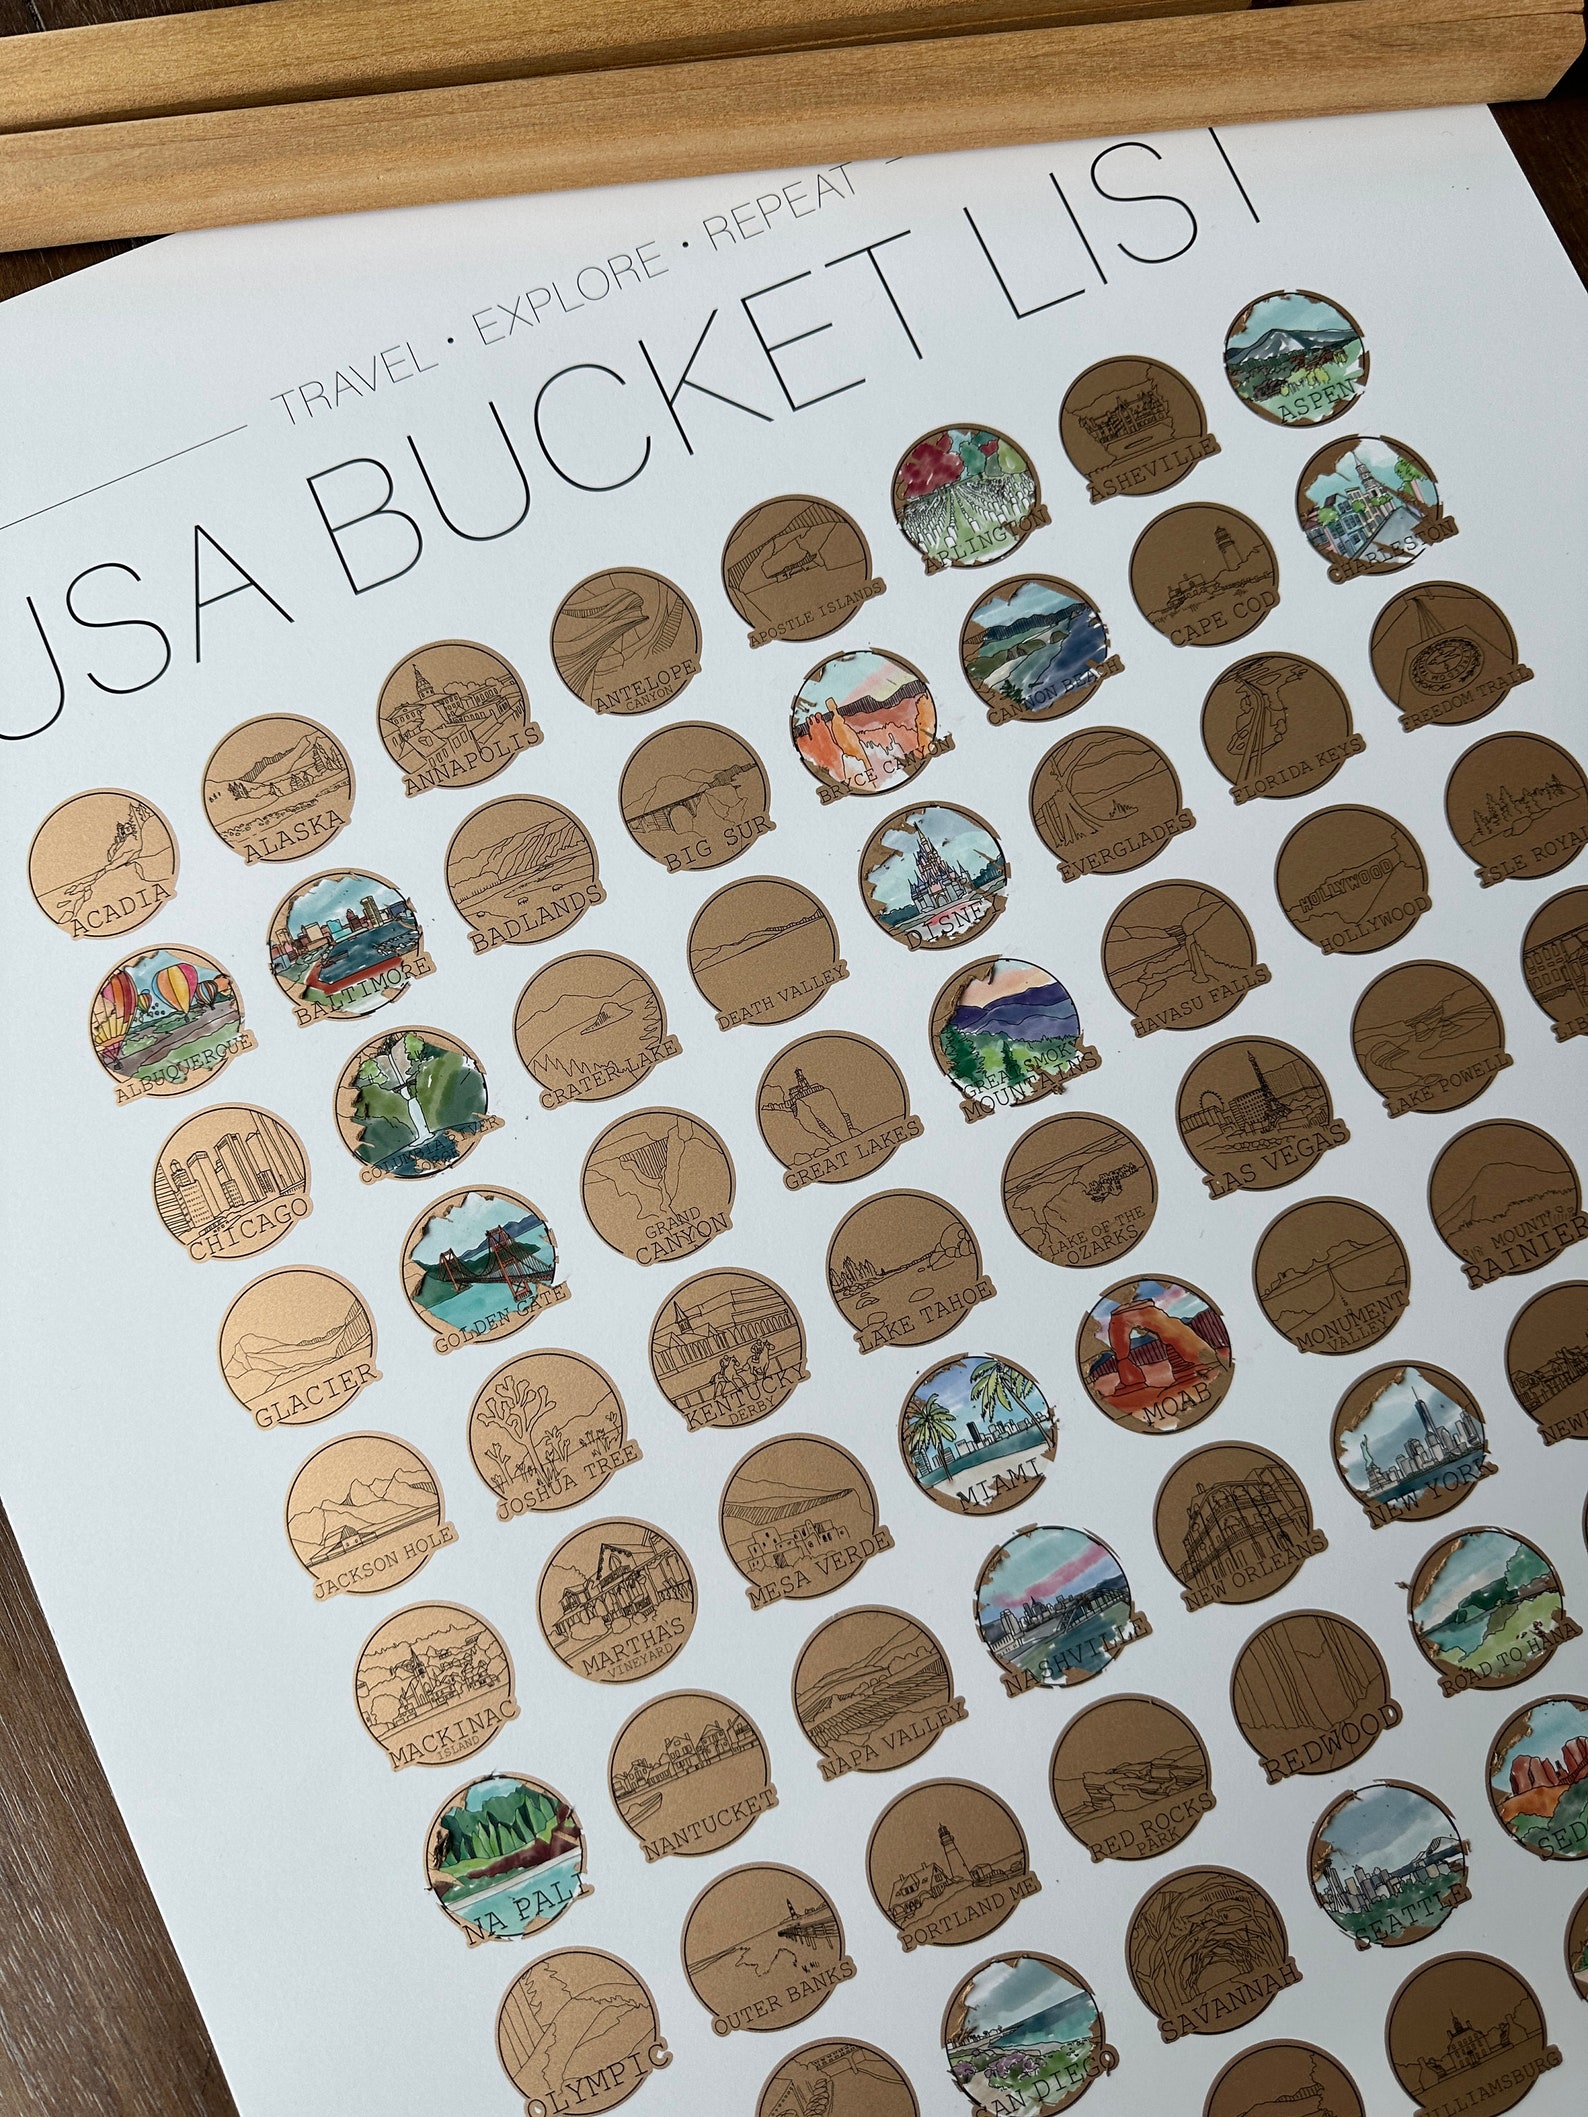 TRAVEL • EXPLORE • REPEAT
USA BUCKET LIST
ACADIA
ALASKA
ANNAPOLIS
ANTELOPE
CANYON
APOSTLE ISLANDS
ARLINGTON
ASHEVILLE
ASPEN
ALBUQUERQUE
BALTIMORE
BADLANDS
BIG SUR
BRYCE CANYON
CANNON BEACH
CAPE COD
CHARLESTON
CHICAGO
COLUMBIA RIVER
GORGE
CRATER LAKE
DEATH VALLEY
DISNEY
EVERGLADES
FLORIDA KEYS
FREEDOM TRAIL
GLACIER
GOLDEN GATE
GRAND
CANYON
GREAT LAKES
GREAT SMOKY
MOUNTAINS
HAVASU FALLS
HOLLYWOOD
HOLLYWOOD
ISLE ROYA
JACKSON HOLE
JOSHUA TREE
KENTUCKY
DERBY
LAKE TAHOE
LAKE OF THE
OZARKS
LAS VEGAS
LAKE POWELL
LIB
MACKINAC
ISLAND
MARTHAS
VINEYARD
MESA VERDE
MIAMI
MOAB
MONUMENT
VALLEY
MOUNT
RAINIER
NA PALI
NANTUCKET
NAPA VALLEY
NASHVILLE
NEW ORLEANS
NEW YORK
NEW
OLYMPIC
OUTER BANKS
PORTLAND ME
RED ROCKS
PARK
REDWOOD
ROAD TO HANA
SAN DIEGO
SAVANNAH
SEATTLE
SED
WILLIAMSBURG